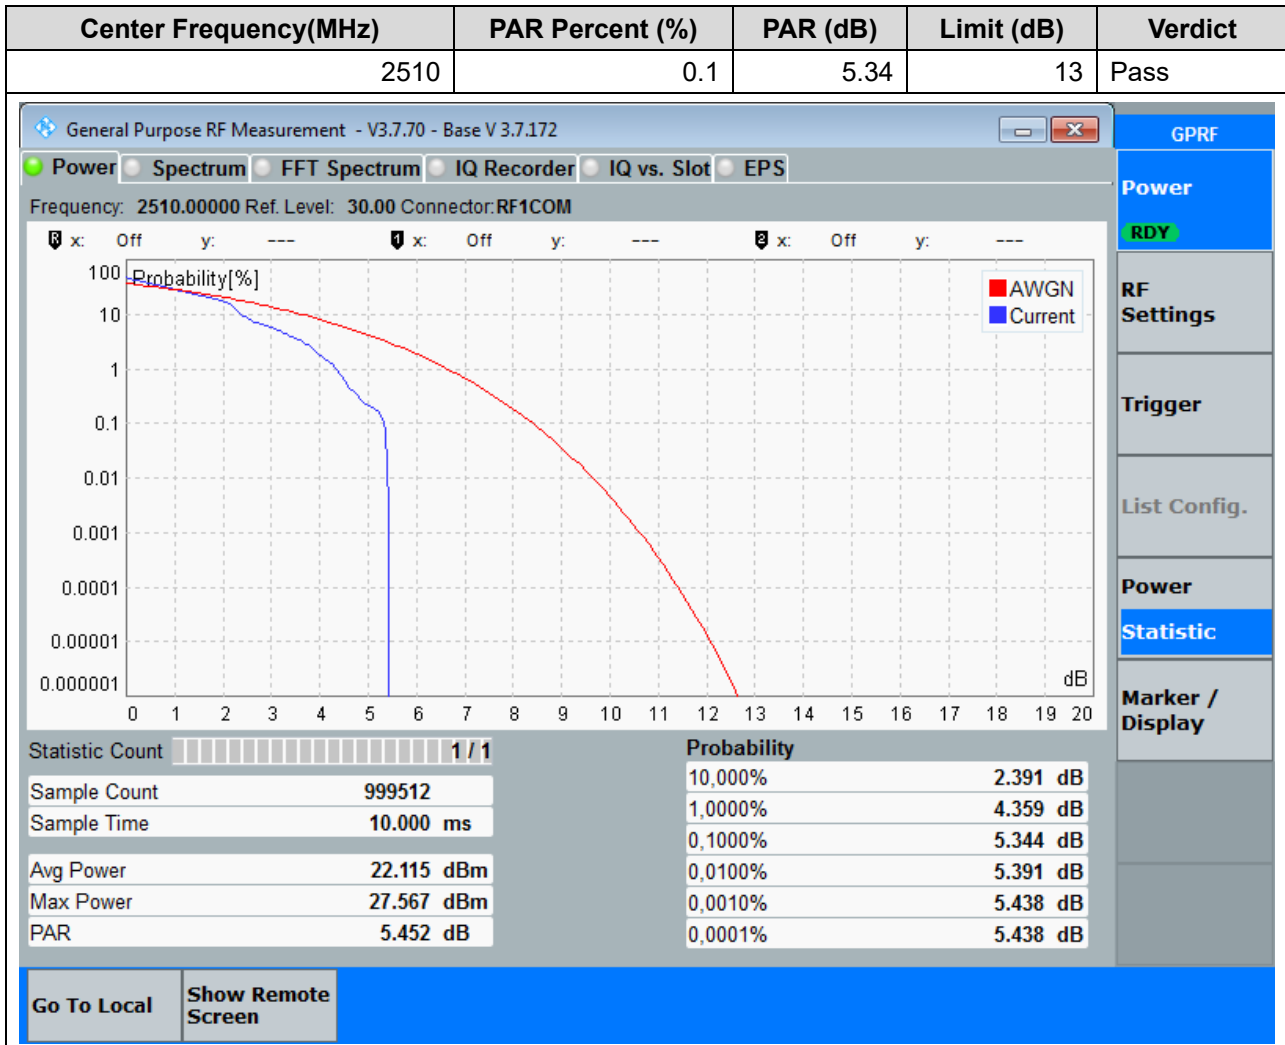 Center Frequency(MHz) PAR Percent (%) PAR (dB) Limit (dB) Verdict
2510 0.1 5.34 13 Pass
General Purpose RF Measurement - V3.7.70 - Base V 3.7.172
GPRF
Power Spectrum FFT Spectrum IQ Recorder IQ vs. Slot EPS
Frequency: 2510.00000 Ref. Level: 30.00 Connector:RF1COM
R x: Off y: --- 1 x: Off y: --- 2 x: Off y: ---
Probability[%]
AWGN
Current
100
10
1
0.1
0.01
0.001
0.0001
0.00001
0.000001
dB
0 1 2 3 4 5 6 7 8 9 10 11 12 13 14 15 16 17 18 19 20
Statistic Count 1 / 1
Sample Count 999512
Sample Time 10.000 ms
Avg Power 22.115 dBm
Max Power 27.567 dBm
PAR 5.452 dB
Probability
10,000% 2.391 dB
1,0000% 4.359 dB
0,1000% 5.344 dB
0,0100% 5.391 dB
0,0010% 5.438 dB
0,0001% 5.438 dB
Power
RDY
RF
Settings
Trigger
List Config.
Power
Statistic
Marker /
Display
Go To Local
Show Remote
Screen